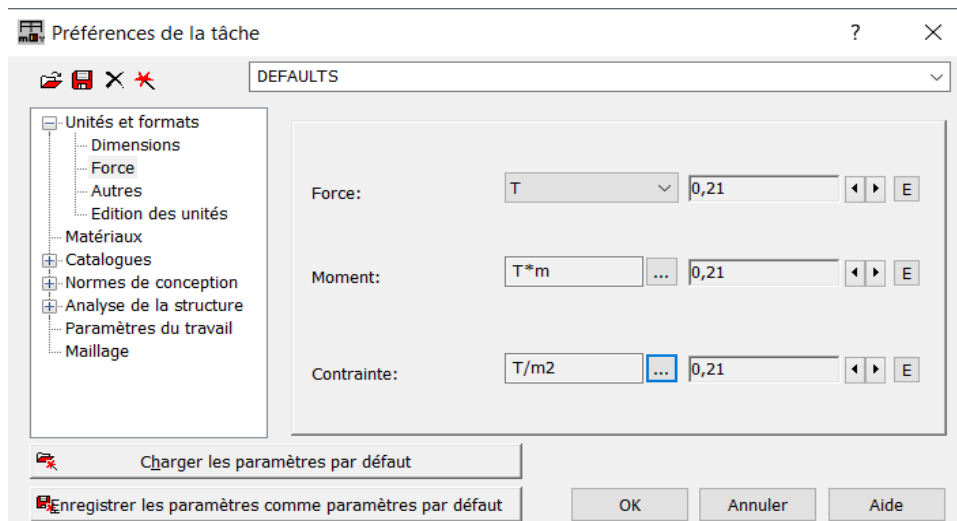 Préférences de la tâche
?
DEFAULTS
Unités et formats
Dimensions
Force
Autres
Edition des unités
Matériaux
Catalogues
Normes de conception
Analyse de la structure
Paramètres du travail
Maillage
Force:
T
0,21
E
Moment:
T*m
...
0,21
E
Contrainte:
T/m2
...
0,21
E
Charger les paramètres par défaut
Enregistrer les paramètres comme paramètres par défaut
OK
Annuler
Aide